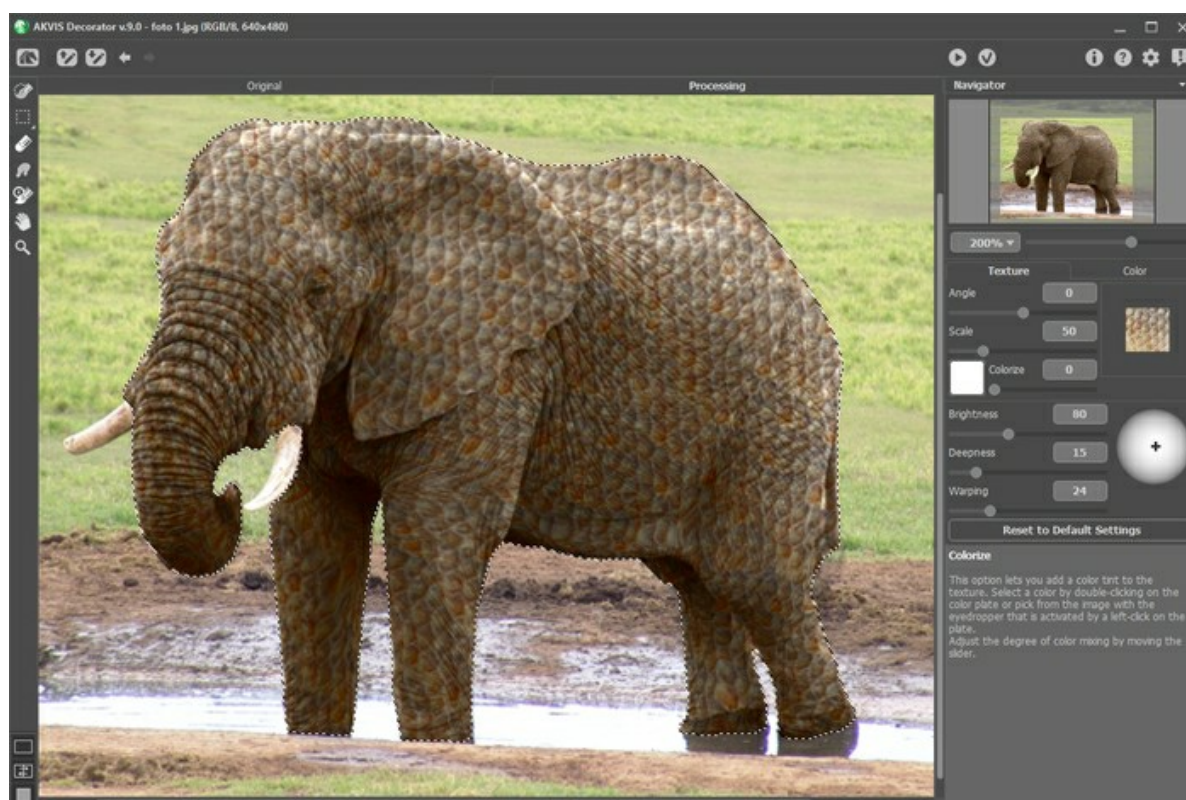 AKVIS Decorator v.9.0 - foto 1.jpg (RGB/8, 640x480)
Original
Processing
Navigator
200%
Texture
Color
Angle
0
Scale
50
Colorize
0
Brightness
80
Deepness
15
Warping
24
Reset to Default Settings
Colorize
This option lets you add a color tint to the
texture. Select a color by double-clicking on the
color plate or pick from the image with the
eyedropper that is activated by a left-click on the
plate.
Adjust the degree of color mixing by moving the
slider.